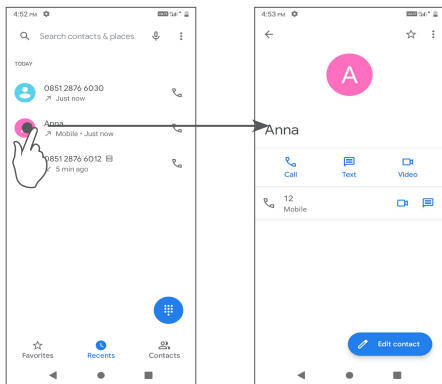 4:52 PM
Search contacts & places
TODAY
0851 2876 6030
Just now
Anna
Mobile • Just now
0851 2876 6012
5 min ago
Favorites
Recents
Contacts
4:53 PM
A
Anna
Call
Text
Video
12
Mobile
Edit contact